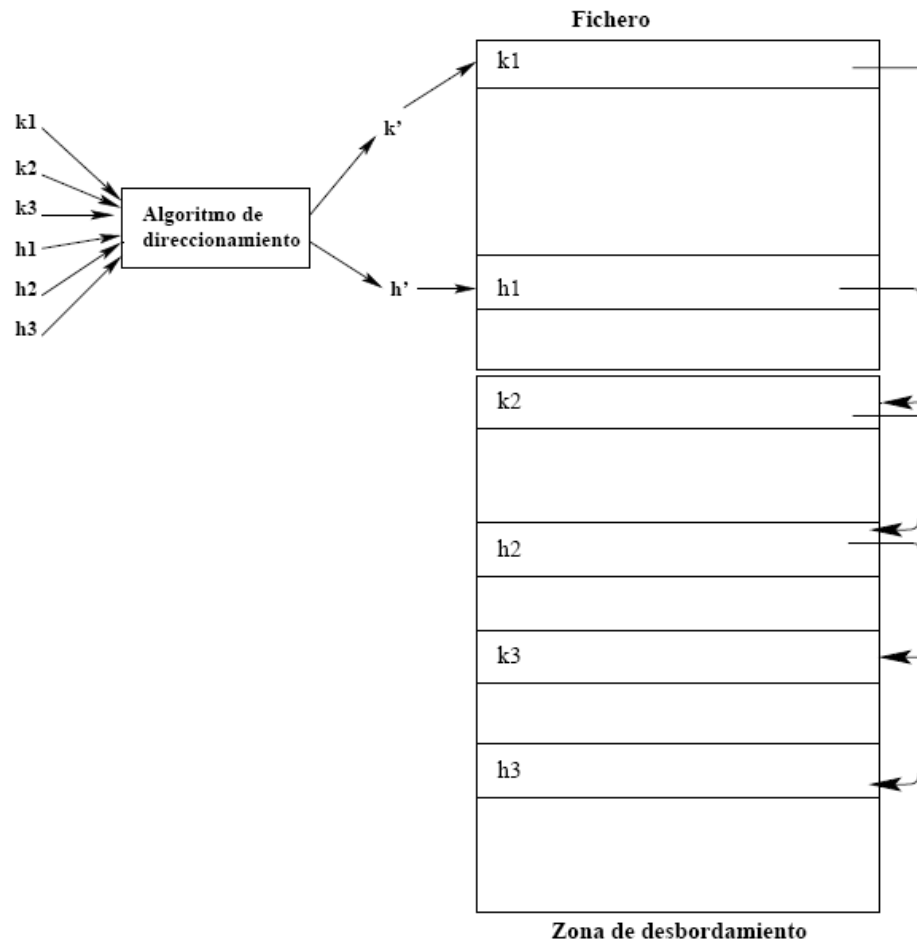 Fichero
k1
k1
k2
k'
k3
Algoritmo de
direccionamiento
h1
h2
h'
h1
h3
k2
h2
k3
h3
Zona de desbordamiento